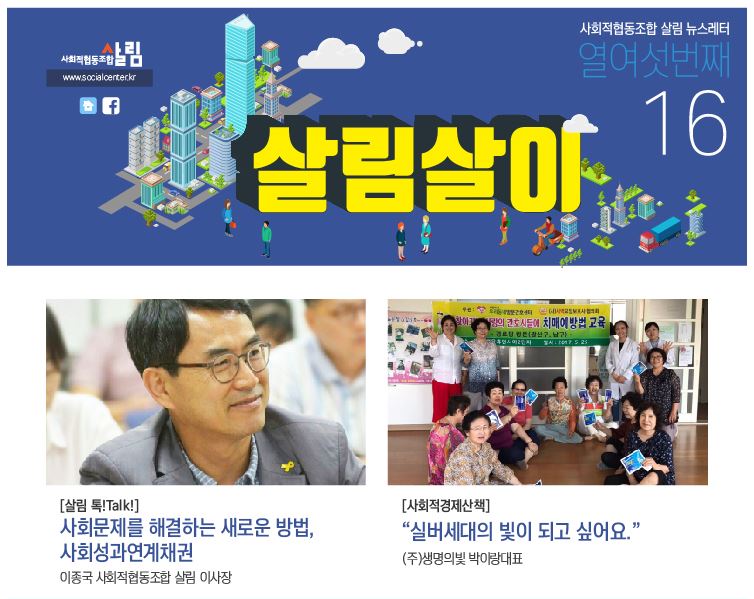 사회적협동조합 살림
www.socialcenter.kr
사회적협동조합 살림 뉴스레터
열여섯번째
16
살림살이
치매예방법 교육
[살림 톡!Talk!]
사회문제를 해결하는 새로운 방법,
사회성과연계채권
이종국 사회적협동조합 살림 이사장
[사회적경제산책]
“실버세대의 빛이 되고 싶어요.”
(주)생명의빛 박이랑대표